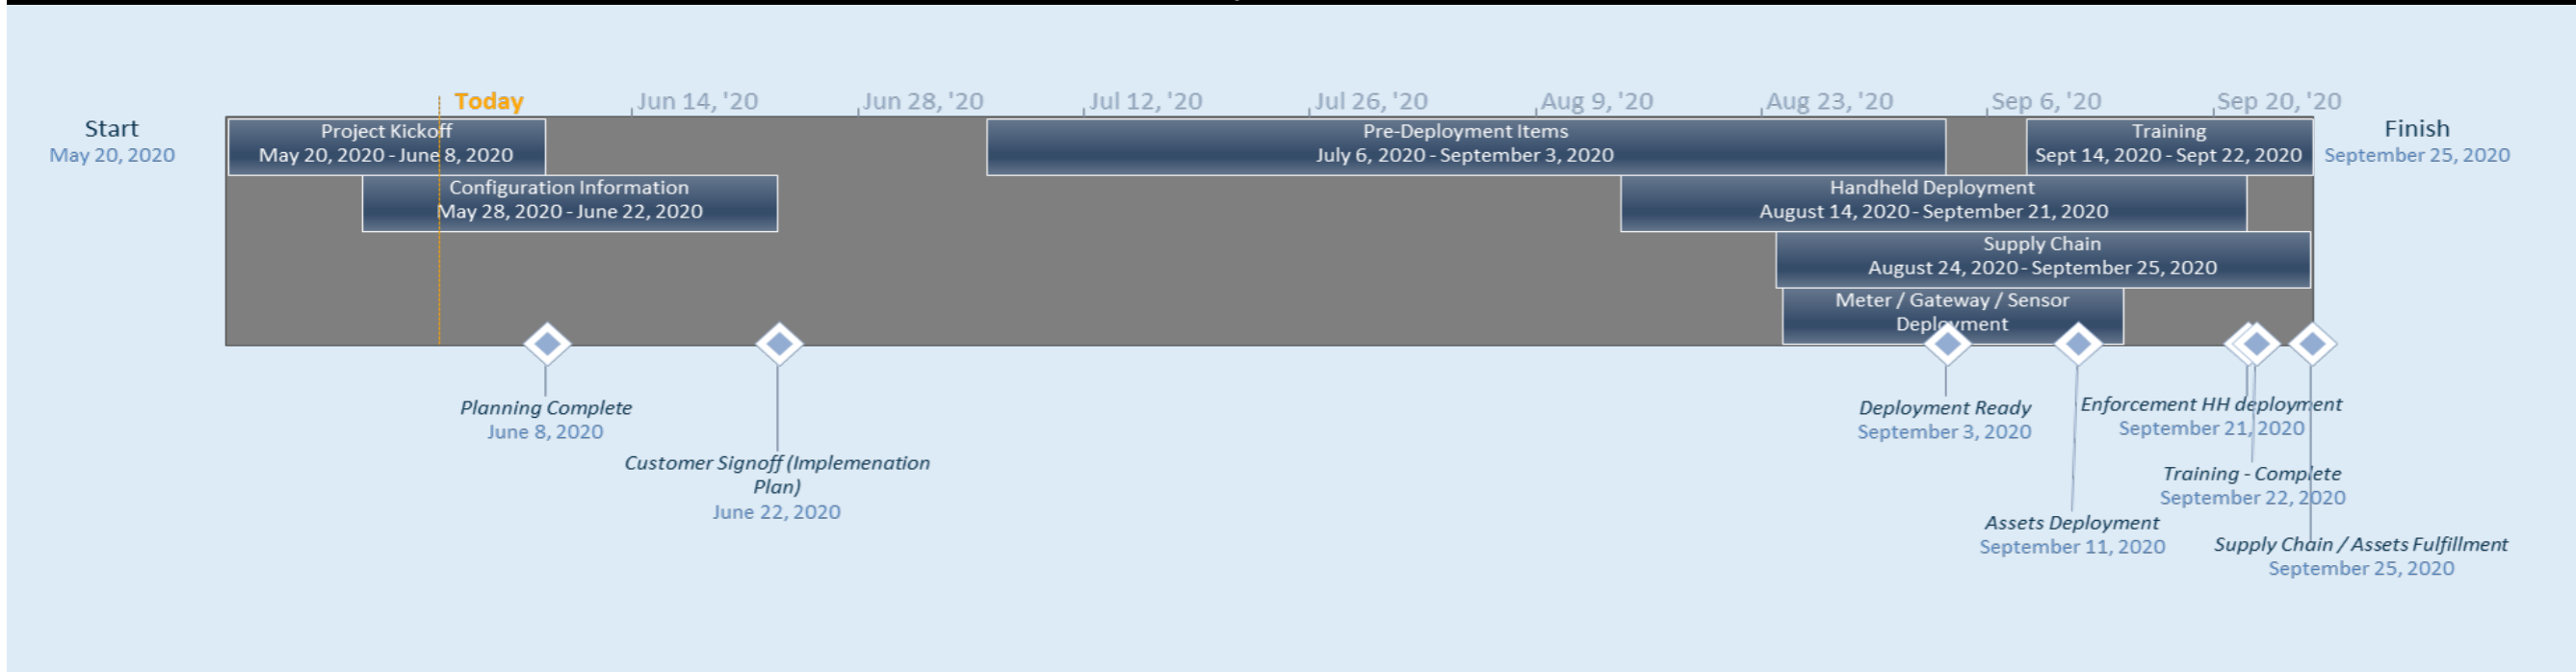 Today
Jun 14, '20
Jun 28, '20
Jul 12, '20
Jul 26, '20
Aug 9, '20
Aug 23, '20
Sep 6, '20
Sep 20, '20
Start
May 20, 2020
Project Kickoff
May 20, 2020 - June 8, 2020
Pre-Deployment Items
July 6, 2020 - September 3, 2020
Training
Sept 14, 2020 - Sept 22, 2020
Finish
September 25, 2020
Configuration Information
May 28, 2020 - June 22, 2020
Handheld Deployment
August 14, 2020 - September 21, 2020
Supply Chain
August 24, 2020 - September 25, 2020
Meter / Gateway / Sensor
Deployment
Planning Complete
June 8, 2020
Customer Signoff (Implemenation
Plan)
June 22, 2020
Deployment Ready
September 3, 2020
Enforcement HH deployment
September 21, 2020
Training - Complete
September 22, 2020
Assets Deployment
September 11, 2020
Supply Chain / Assets Fulfillment
September 25, 2020